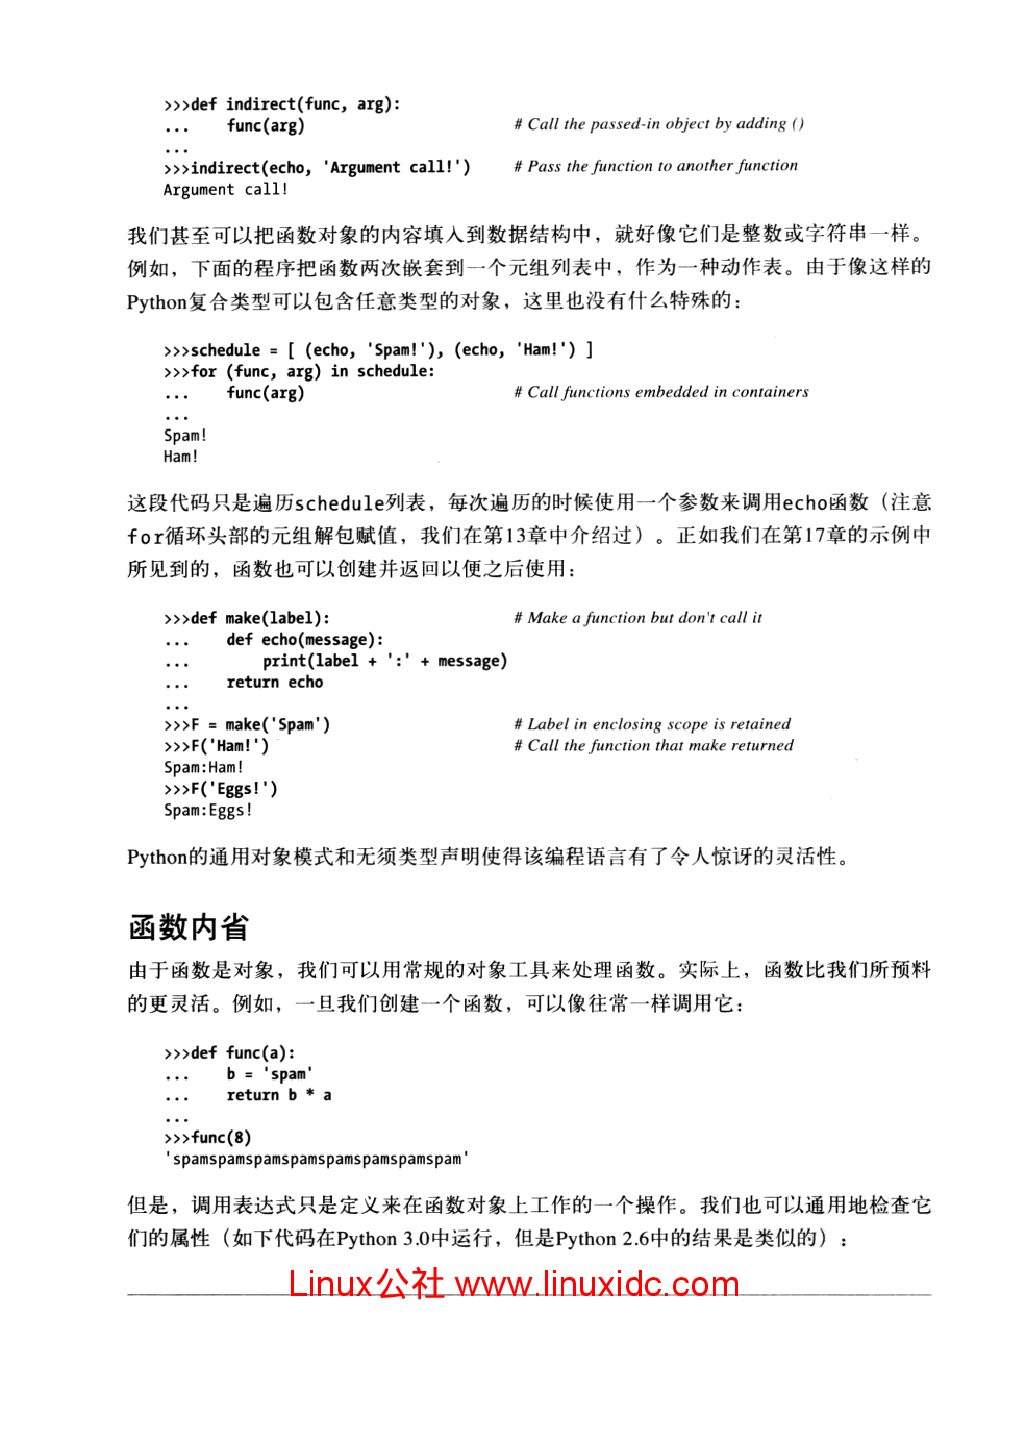 >>>def indirect(func, arg):
...    func(arg)    # Call the passed-in object by adding ()
...
>>>indirect(echo, 'Argument call!')    # Pass the function to another function
Argument call!
我们甚至可以把函数对象的内容填入到数据结构中，就好像它们是整数或字符串一样。
例如，下面的程序把函数两次嵌套到一个元组列表中，作为一种动作表。由于像这样的
Python复合类型可以包含任意类型的对象，这里也没有什么特殊的：
>>>schedule = [ (echo, 'Spam!'), (echo, 'Ham!') ]
>>>for (func, arg) in schedule:
...    func(arg)    # Call functions embedded in containers
...
Spam!
Ham!
这段代码只是遍历schedule列表，每次遍历的时候使用一个参数来调用echo函数（注意
for循环头部的元组解包赋值，我们在第13章中介绍过）。正如我们在第17章的示例中
所见到的，函数也可以创建并返回以便之后使用：
>>>def make(label):    # Make a function but don't call it
...    def echo(message):
...        print(label + ':' + message)
...    return echo
...
>>>F = make('Spam')    # Label in enclosing scope is retained
>>>F('Ham!')    # Call the function that make returned
Spam:Ham!
>>>F('Eggs!')
Spam:Eggs!
Python的通用对象模式和无须类型声明使得该编程语言有了令人惊讶的灵活性。
函数内省
由于函数是对象，我们可以用常规的对象工具来处理函数。实际上，函数比我们所预料
的更灵活。例如，一旦我们创建一个函数，可以像往常一样调用它：
>>>def func(a):
...    b = 'spam'
...    return b * a
...
>>>func(8)
'spamspamspamspamspamspamspamspam'
但是，调用表达式只是定义来在函数对象上工作的一个操作。我们也可以通用地检查它
们的属性（如下代码在Python 3.0中运行，但是Python 2.6中的结果是类似的）：
Linux公社 www.linuxidc.com